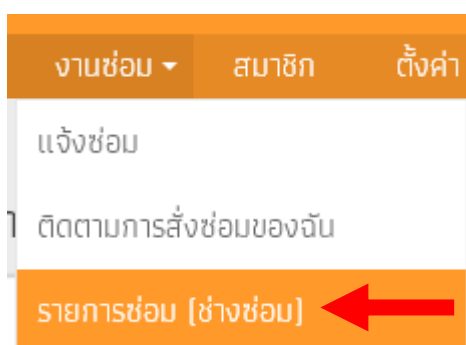 งานซ่อม สมาชิก ตั้งค่า
แจ้งซ่อม
ติดตามการสั่งซ่อมของฉัน
รายการซ่อม (ช่างซ่อม)